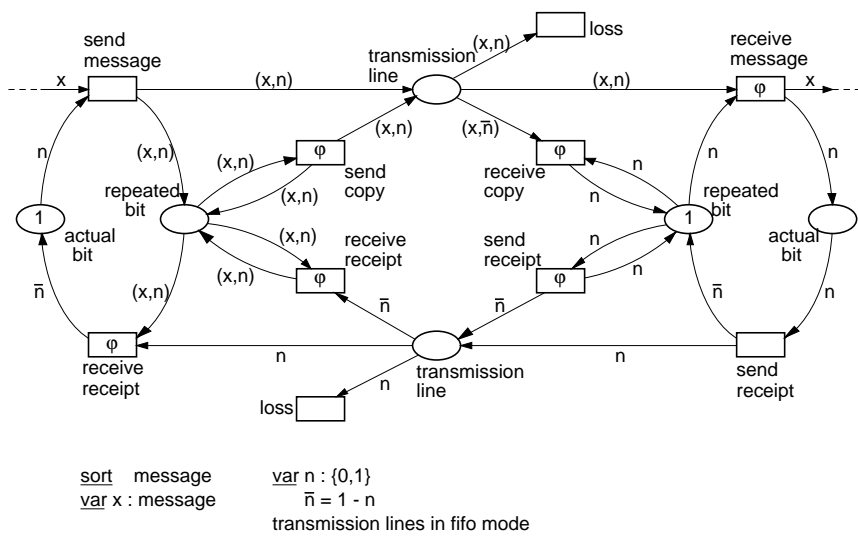 send
message
transmission
line
(x,n)
loss
receive
message
x
(x,n)
(x,n)
φ
x
n
(x,n)
(x,n)
φ
send
copy
(x,n)
(x,n)
(x,n̄)
φ
receive
copy
n
n
n
n
1
actual
bit
repeated
bit
(x,n)
(x,n)
φ
receive
receipt
send
receipt
φ
n
n
1
repeated
bit
actual
bit
n̄
(x,n)
n̄
n̄
n̄
n
φ
receive
receipt
n
transmission
line
n
send
receipt
loss
n
sort message
var x : message
var n : {0,1}
n̄ = 1 - n
transmission lines in fifo mode